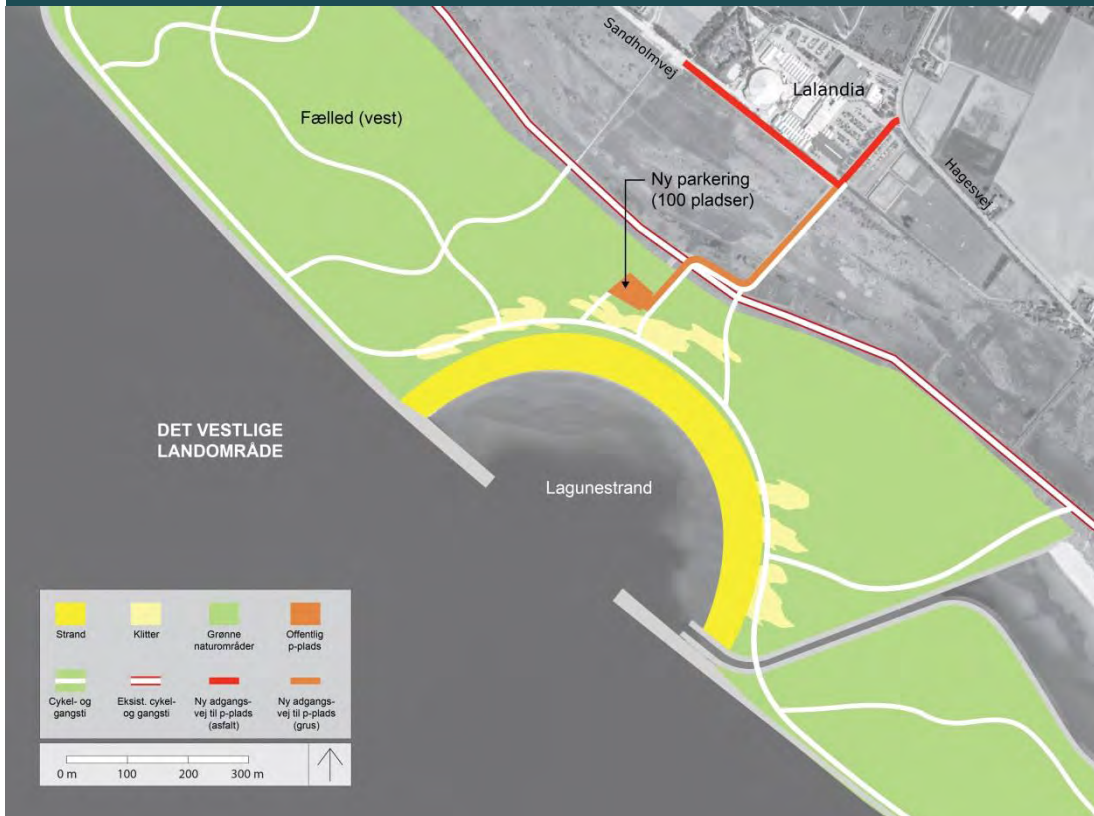 Sandholmvej
Lalandia
Fælled (vest)
Ny parkering
(100 pladser)
Hagesvej
DET VESTLIGE
LANDOMRÅDE
Lagunestrand
Strand
Klitter
Grønne
naturområder
Offentlig
p-plads
Cykel- og
gangsti
Eksist. cykel-
og gangsti
Ny adgangs-
vej til p-plads
(asfalt)
Ny adgangs-
vej til p-plads
(grus)
0 m 100 200 300 m